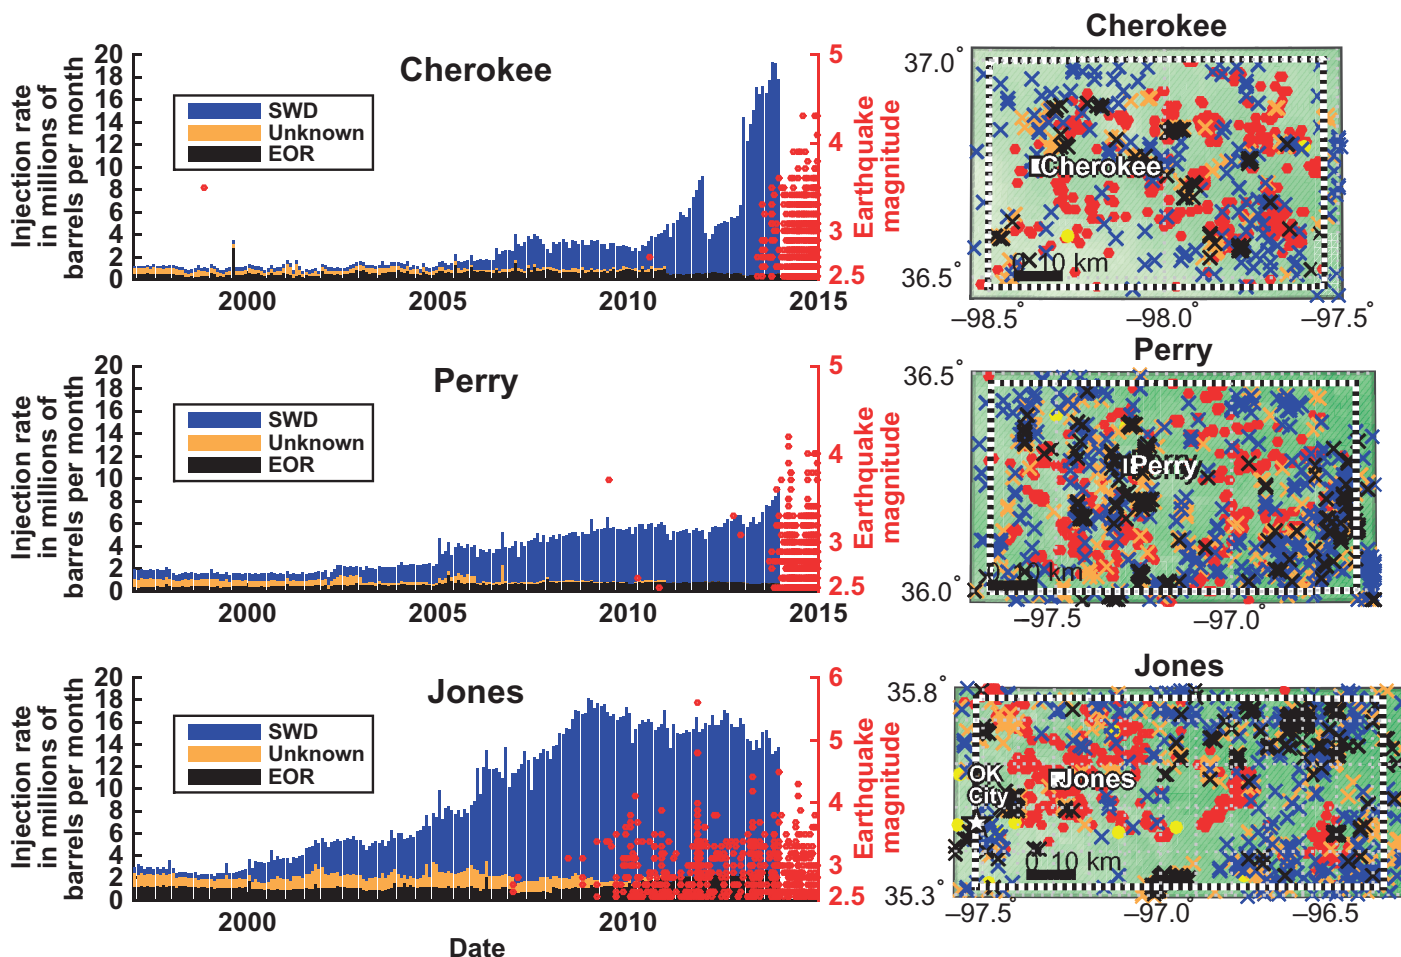 Cherokee
20
18
16
14
12
10
8
6
4
2
0
Injection rate
in millions of
barrels per month
SWD
Unknown
EOR
5
4
3
2.5
Earthquake
magnitude
2000
2005
2010
2015
Cherokee
37.0°
36.5°
Cherokee
0 10 km
–98.5°
–98.0°
–97.5°
Perry
20
18
16
14
12
10
8
6
4
2
0
Injection rate
in millions of
barrels per month
SWD
Unknown
EOR
5
4
3
2.5
Earthquake
magnitude
2000
2005
2010
2015
Perry
36.5°
36.0°
Perry
0 10 km
–97.5°
–97.0°
Jones
20
18
16
14
12
10
8
6
4
2
0
Injection rate
in millions of
barrels per month
SWD
Unknown
EOR
6
5
4
3
2.5
Earthquake
magnitude
2000
2010
Date
Jones
35.8°
35.3°
OK
City
Jones
0 10 km
–97.5°
–97.0°
–96.5°